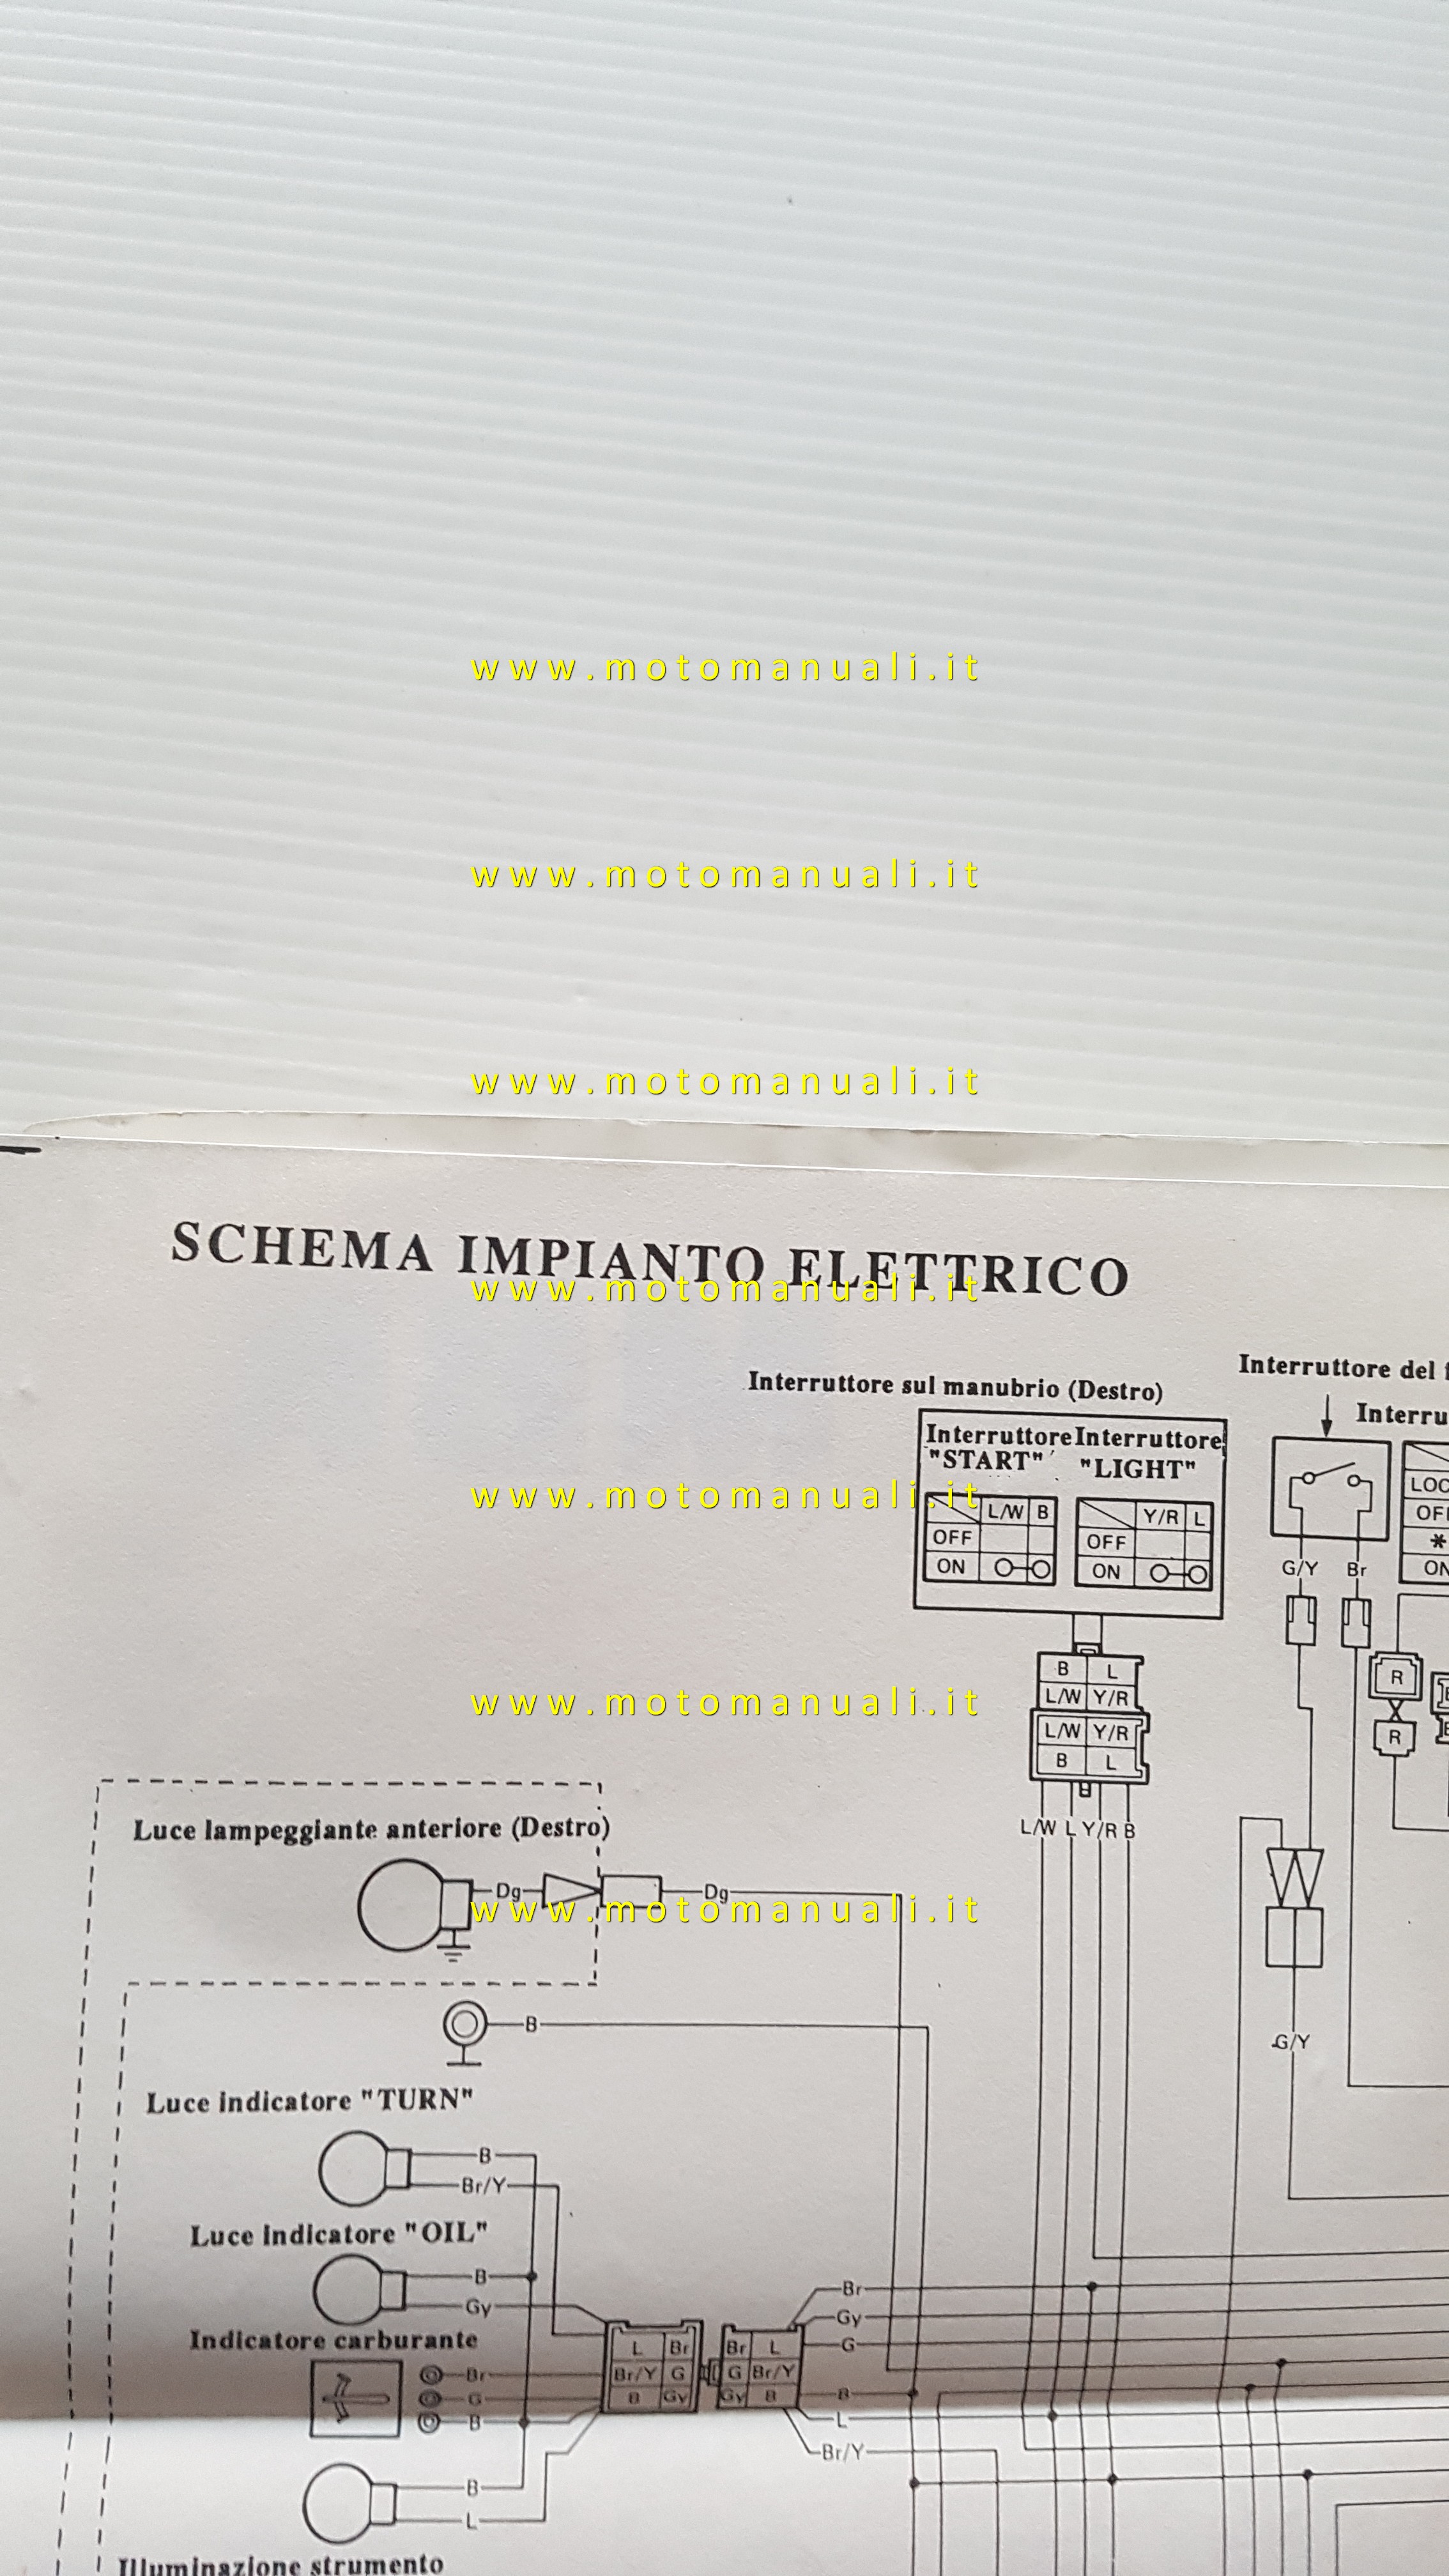 www.motomanuali.it
www.motomanuali.it
www.motomanuali.it
SCHEMA IMPIANTO ELETTRICO
www.motomanuali.it
Interruttore del
Interruttore sul manubrio (Destro)
Interru
Interruttore Interruttore
"START" "LIGHT"
www.motomanuali.it
L/W B
OFF
ON
Y/R L
OFF
ON
LOC
OFF
*
ON
G/Y Br
B L
L/W Y/R
L/W Y/R
B L
R
R
www.motomanuali.it
L/W L Y/R B
Luce lampeggiante anteriore (Destro)
Dg Dg
www.motomanuali.it
B
G/Y
Luce indicatore "TURN"
B
Br/Y
Luce indicatore "OIL"
B
Gy
Indicatore carburante
Br
G
B
L Br
Br/Y G
B Gy
Br L
G Br/Y
Gy B
Br
Gy
G
B
L
Br/Y
B
L
Illuminazione strumento